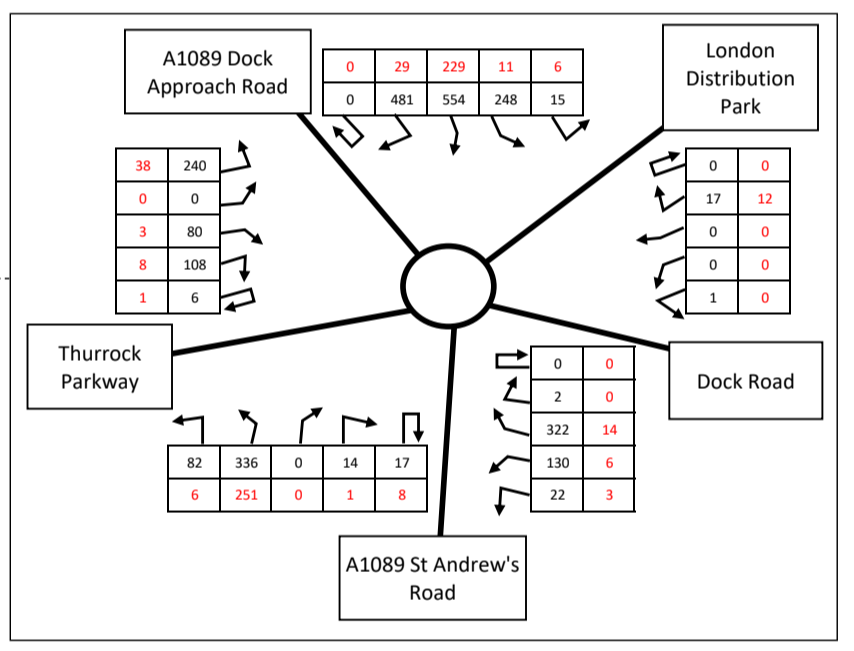 A1089 Dock
Approach Road
0 29 229 11 6
0 481 554 248 15
London
Distribution
Park
38 240
0 0
3 80
8 108
1 6
0 0
17 12
0 0
0 0
1 0
Thurrock
Parkway
Dock Road
0 0
2 0
322 14
130 6
22 3
82 336 0 14 17
6 251 0 1 8
A1089 St Andrew's
Road